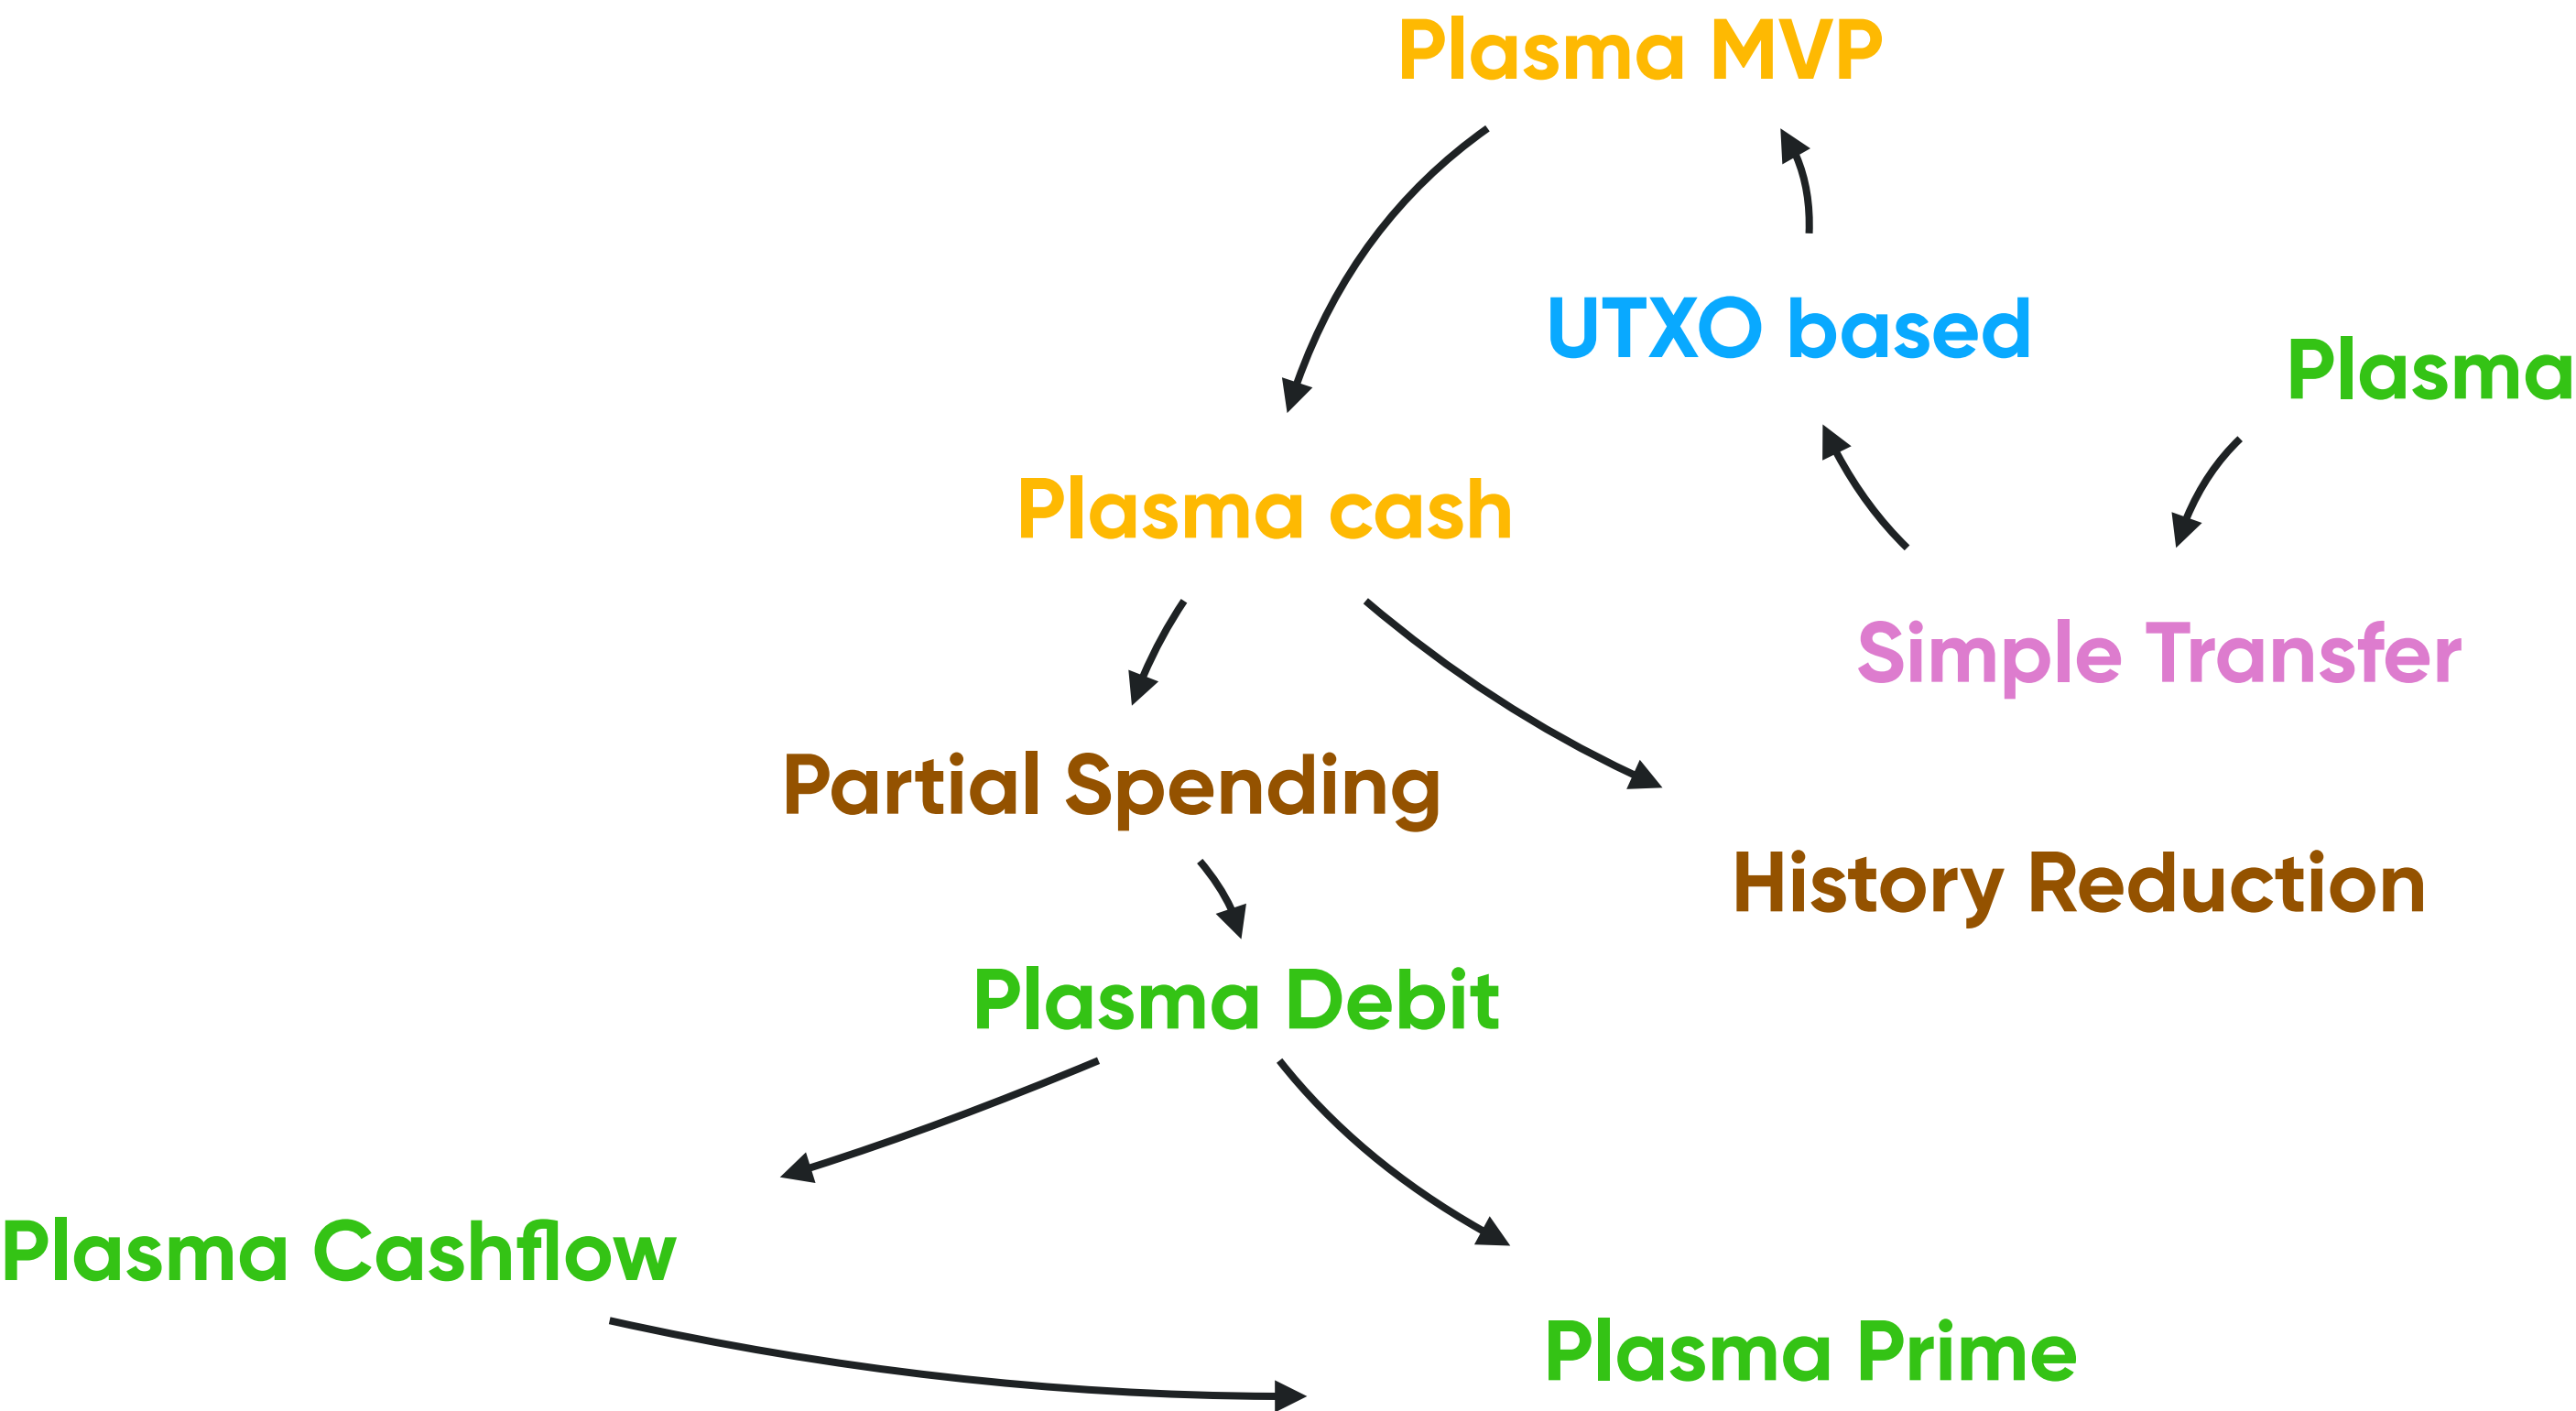 Plasma MVP
UTXO based
Plasma
Plasma cash
Simple Transfer
Partial Spending
History Reduction
Plasma Debit
Plasma Cashflow
Plasma Prime